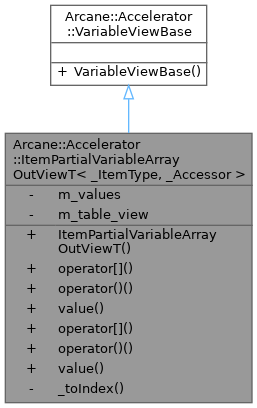 Arcane::Accelerator
::VariableViewBase
+ VariableViewBase()
Arcane::Accelerator
::ItemPartialVariableArray
OutViewT< _ItemType, _Accessor >
- m_values
- m_table_view
+ ItemPartialVariableArray
OutViewT()
+ operator[]()
+ operator()()
+ value()
+ operator[]()
+ operator()()
+ value()
- _toIndex()